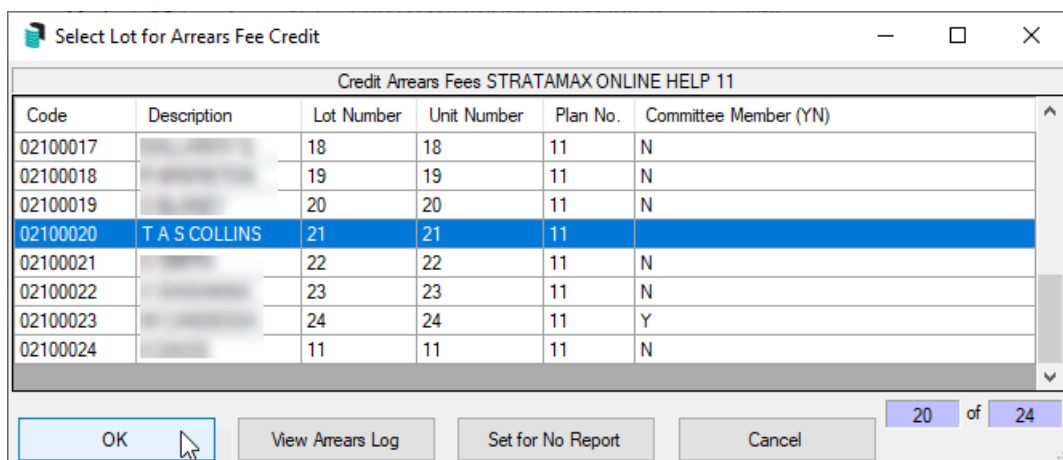 Select Lot for Arrears Fee Credit
Credit Arrears Fees STRATAMAX ONLINE HELP 11
Code Description Lot Number Unit Number Plan No. Committee Member (YN)
02100017 18 18 11 N
02100018 19 19 11 N
02100019 20 20 11 N
02100020 T A S COLLINS 21 21 11
02100021 22 22 11 N
02100022 23 23 11 N
02100023 24 24 11 Y
02100024 11 11 11 N
20 of 24
OK View Arrears Log Set for No Report Cancel